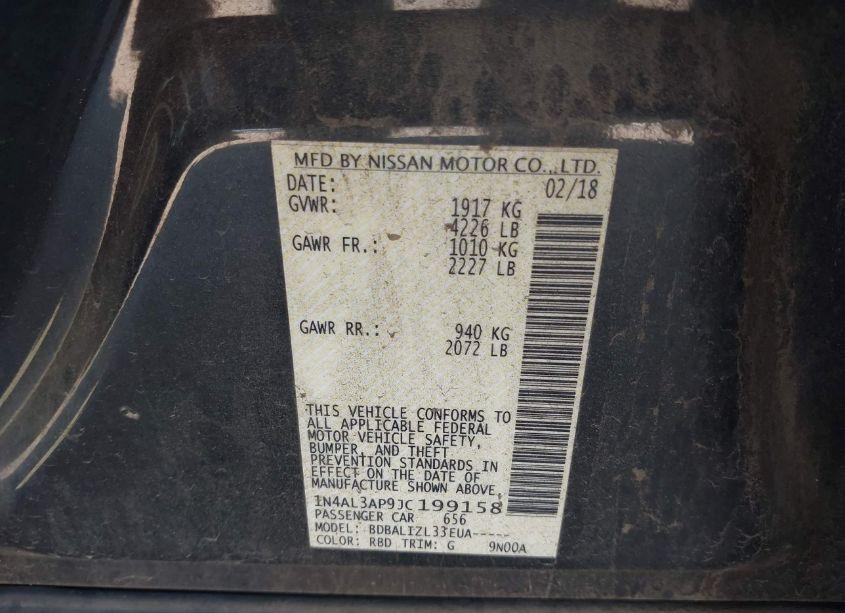 MFD BY NISSAN MOTOR CO.,LTD.
DATE: 02/18
GVWR: 1917 KG
4226 LB
GAWR FR.: 1010 KG
2227 LB
GAWR RR.: 940 KG
2072 LB
THIS VEHICLE CONFORMS TO
ALL APPLICABLE FEDERAL
MOTOR VEHICLE SAFETY,
BUMPER, AND THEFT
PREVENTION STANDARDS IN
EFFECT ON THE DATE OF
MANUFACTURE SHOWN ABOVE.
1N4AL3AP9JC199158
PASSENGER CAR 656
MODEL: BDBALIZL33EUA-----
COLOR: RBD TRIM: G 9N00A